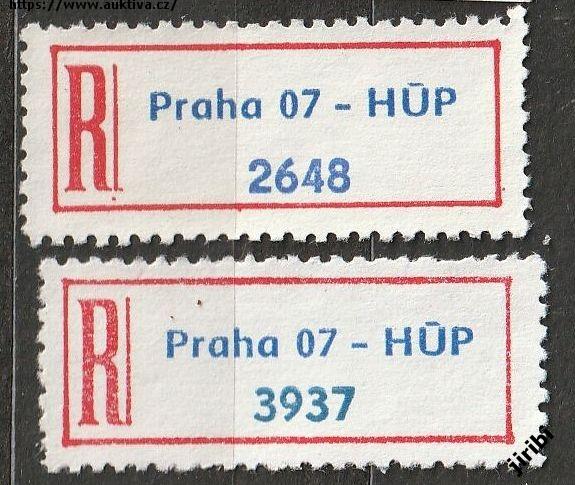 https://www.auktiva.cz/
R Praha 07 - HŪP
2648
R Praha 07 - HŪP
3937
jiribi